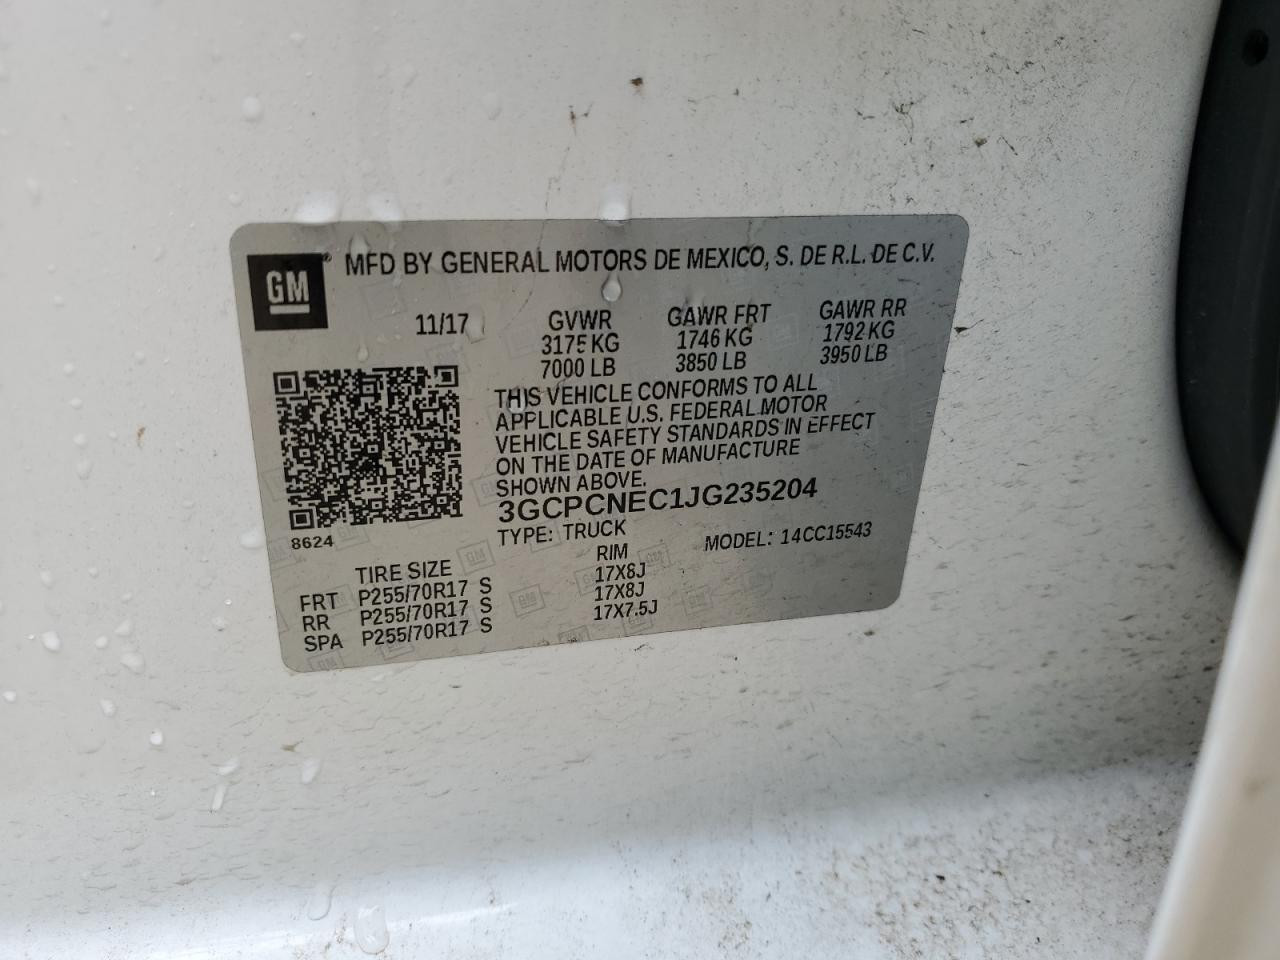 GM ® MFD BY GENERAL MOTORS DE MEXICO, S. DE R.L. DE C.V.
11/17 GVWR GAWR FRT GAWR RR
3175 KG 1746 KG 1792 KG
7000 LB 3850 LB 3950 LB
THIS VEHICLE CONFORMS TO ALL
APPLICABLE U.S. FEDERAL MOTOR
VEHICLE SAFETY STANDARDS IN EFFECT
ON THE DATE OF MANUFACTURE
SHOWN ABOVE.
3GCPCNEC1JG235204
8624
TYPE: TRUCK MODEL: 14CC15543
TIRE SIZE RIM
FRT P255/70R17 S 17X8J
RR P255/70R17 S 17X8J
SPA P255/70R17 S 17X7.5J